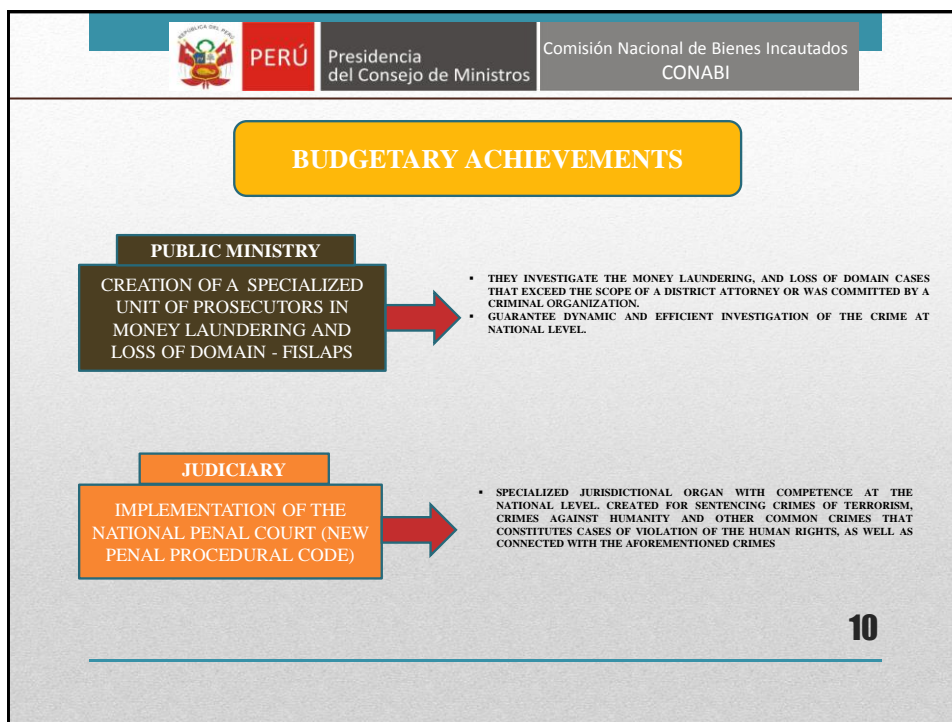 REPÚBLICA DEL PERÚ
PERÚ
Presidencia
del Consejo de Ministros
Comisión Nacional de Bienes Incautados
CONABI
BUDGETARY ACHIEVEMENTS
PUBLIC MINISTRY
CREATION OF A SPECIALIZED
UNIT OF PROSECUTORS IN
MONEY LAUNDERING AND
LOSS OF DOMAIN - FISLAPS
▪ THEY INVESTIGATE THE MONEY LAUNDERING, AND LOSS OF DOMAIN CASES
THAT EXCEED THE SCOPE OF A DISTRICT ATTORNEY OR WAS COMMITTED BY A
CRIMINAL ORGANIZATION.
▪ GUARANTEE DYNAMIC AND EFFICIENT INVESTIGATION OF THE CRIME AT
NATIONAL LEVEL.
JUDICIARY
IMPLEMENTATION OF THE
NATIONAL PENAL COURT (NEW
PENAL PROCEDURAL CODE)
▪ SPECIALIZED JURISDICTIONAL ORGAN WITH COMPETENCE AT THE
NATIONAL LEVEL. CREATED FOR SENTENCING CRIMES OF TERRORISM,
CRIMES AGAINST HUMANITY AND OTHER COMMON CRIMES THAT
CONSTITUTES CASES OF VIOLATION OF THE HUMAN RIGHTS, AS WELL AS
CONNECTED WITH THE AFOREMENTIONED CRIMES
10